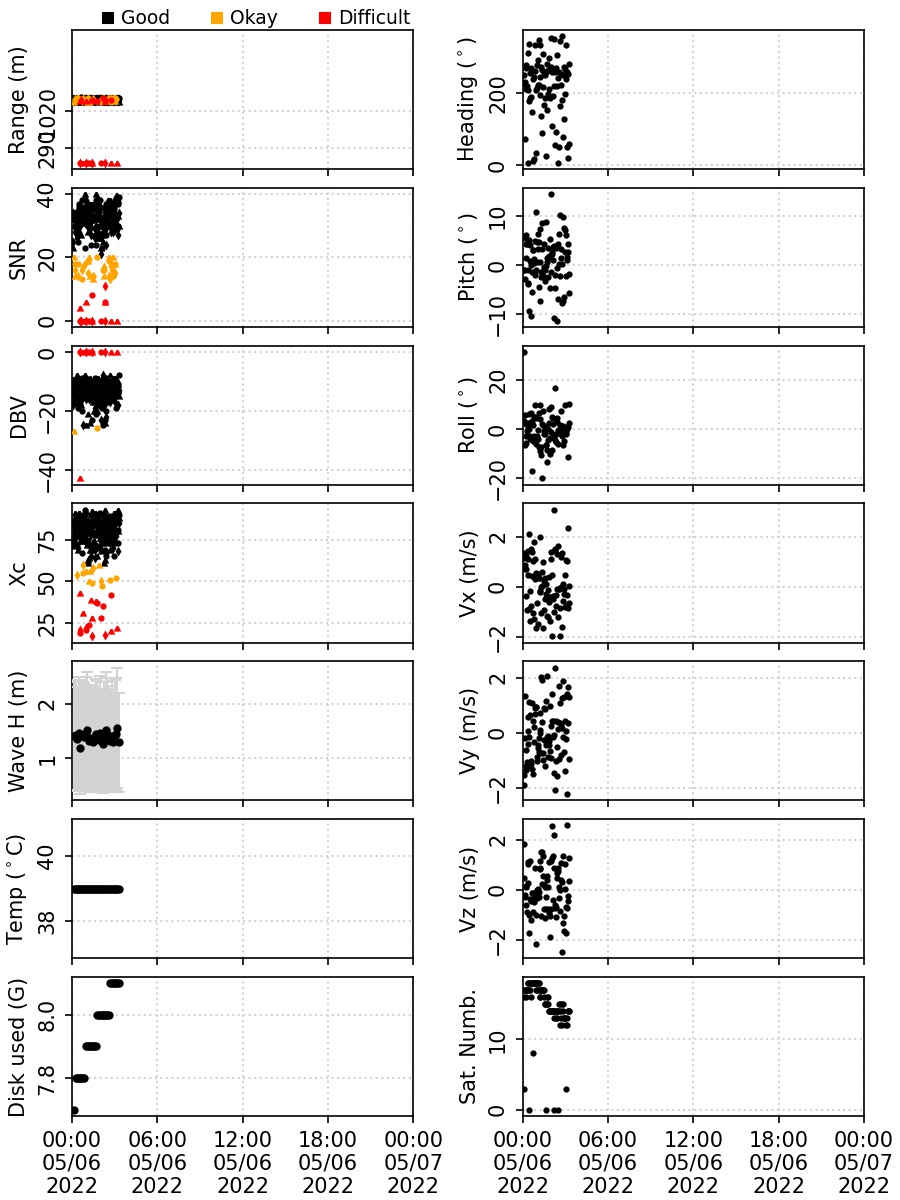 Good Okay Difficult
Range (m)
Heading (°)
200
0
SNR
40
20
0
Pitch (°)
10
0
−10
DBV
0
−20
−40
Roll (°)
20
0
−20
Xc
75
50
25
Vx (m/s)
2
0
−2
Wave H (m)
2
1
Vy (m/s)
2
0
−2
Temp (°C)
40
38
Vz (m/s)
2
0
−2
Disk used (G)
8.0
7.8
Sat. Numb.
10
0
00:00 06:00 12:00 18:00 00:00 00:00 06:00 12:00 18:00 00:00
05/06 05/06 05/06 05/06 05/07 05/06 05/06 05/06 05/06 05/07
2022 2022 2022 2022 2022 2022 2022 2022 2022 2022